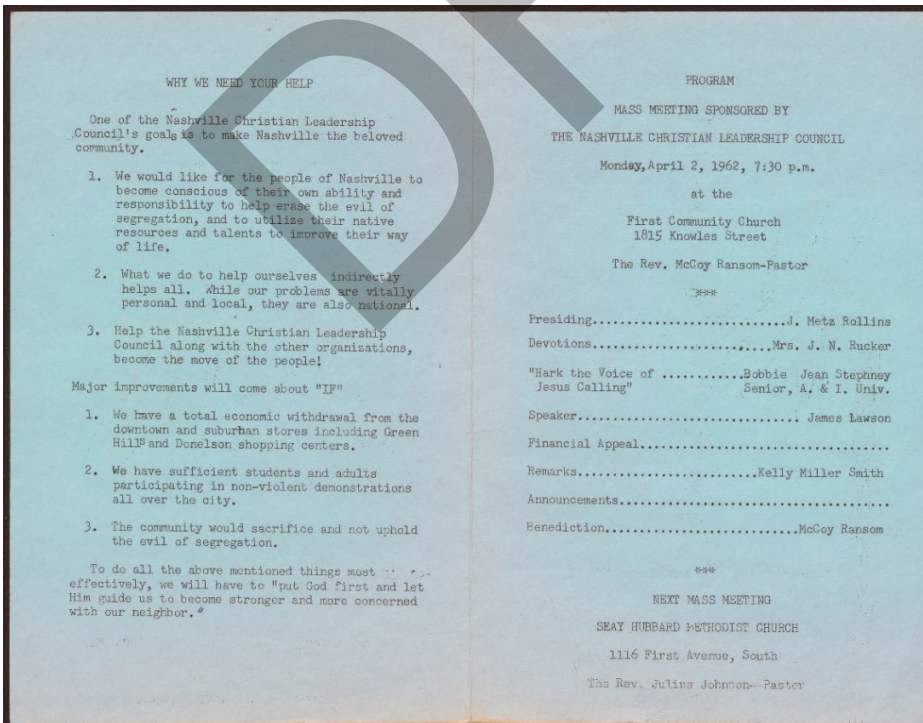 WHY WE NEED YOUR HELP
One of the Nashville Christian Leadership
Council's goals is to make Nashville the beloved
community.
1. We would like for the people of Nashville to
become conscious of their own ability and
responsibility to help erase the evil of
segregation, and to utilize their native
resources and talents to improve their way
of life.
2. What we do to help ourselves indirectly
helps all. While our problems are vitally
personal and local, they are also national.
3. Help the Nashville Christian Leadership
Council along with the other organizations,
become the move of the people!
Major improvements will come about "IF"
1. We have a total economic withdrawal from the
downtown and suburban stores including Green
Hills and Donelson shopping centers.
2. We have sufficient students and adults
participating in non-violent demonstrations
all over the city.
3. The community would sacrifice and not uphold
the evil of segregation.
To do all the above mentioned things most
effectively, we will have to "put God first and let
Him guide us to become stronger and more concerned
with our neighbor."
PROGRAM
MASS MEETING SPONSORED BY
THE NASHVILLE CHRISTIAN LEADERSHIP COUNCIL
Monday,April 2, 1962, 7:30 p.m.
at the
First Community Church
1815 Knowles Street
The Rev. McCoy Ransom-Pastor
****
Presiding............................J. Metz Rollins
Devotions..........................Mrs. J. N. Rucker
"Hark the Voice of ............Bobbie Jean Stephney
Jesus Calling" Senior, A. & I. Univ.
Speaker................................. James Lawson
Financial Appeal....................................
Remarks..........................Kelly Miller Smith
Announcements.......................................
Benediction............................McCoy Ransom
***
NEXT MASS MEETING
SEAY HUBBARD METHODIST CHURCH
1116 First Avenue, South
The Rev. Julius Johnson- Pastor